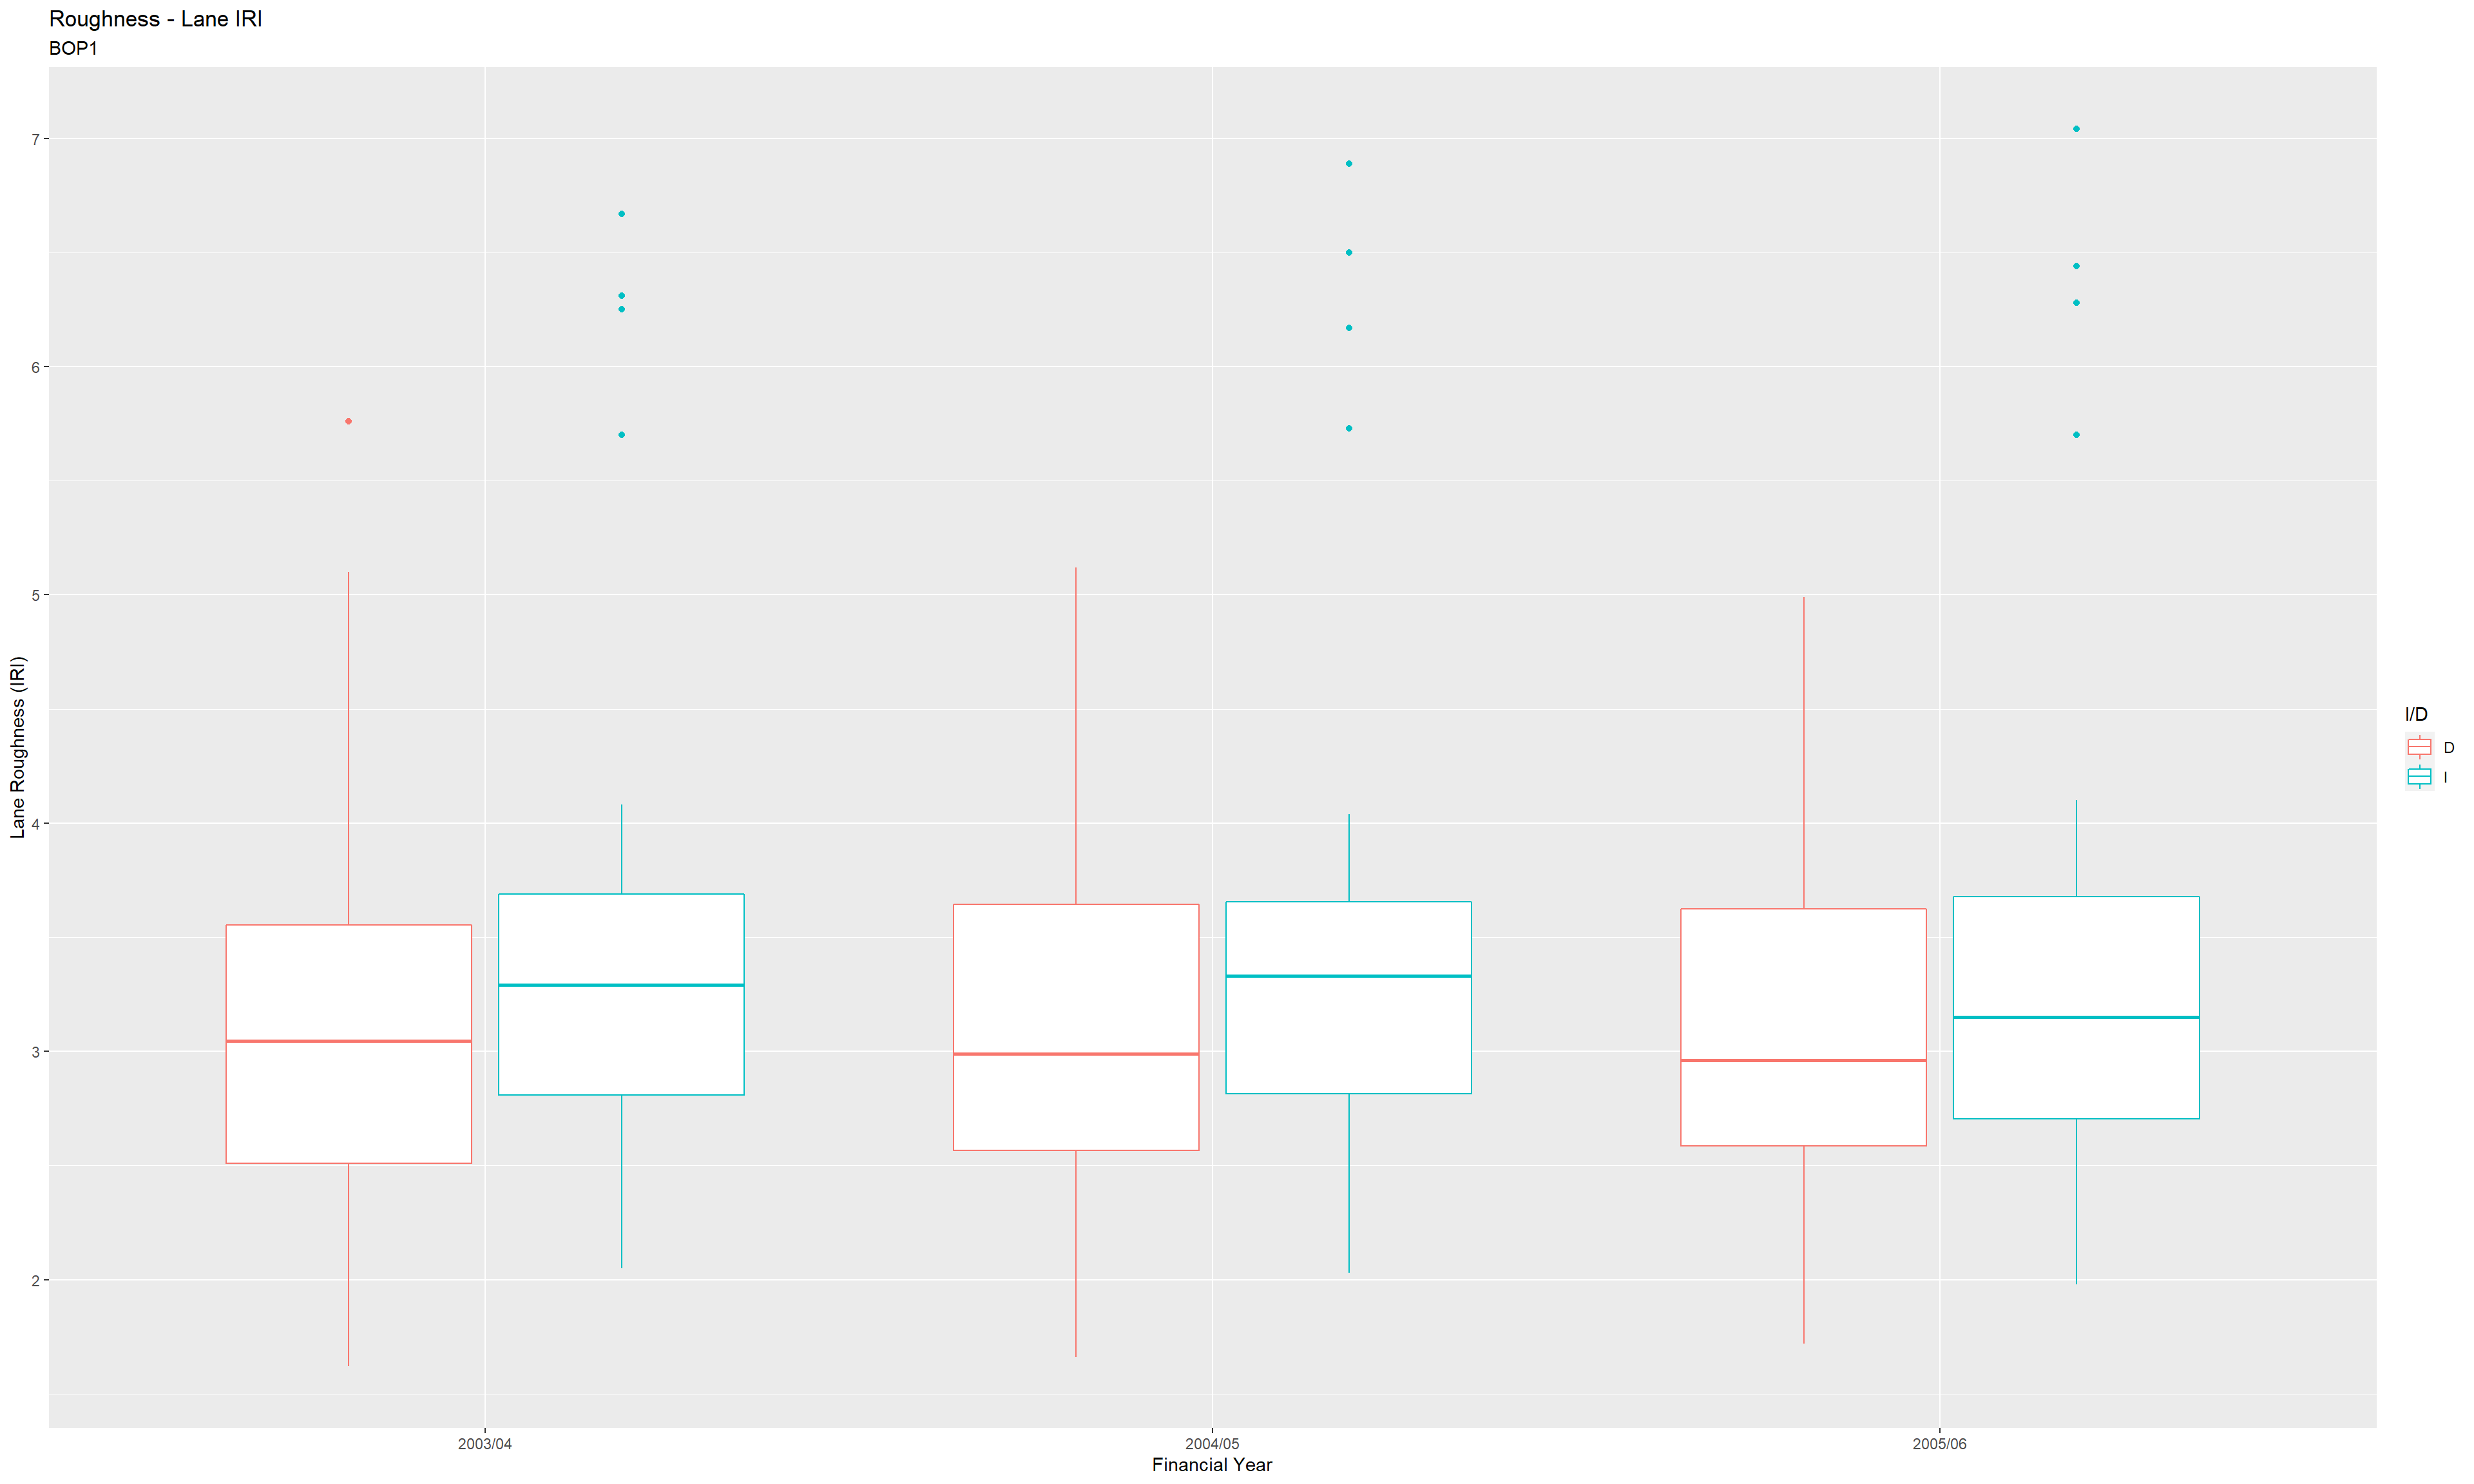 Roughness - Lane IRI
BOP1
Lane Roughness (IRI)
7
6
5
4
3
2
2003/04
2004/05
2005/06
Financial Year
I/D
D
I